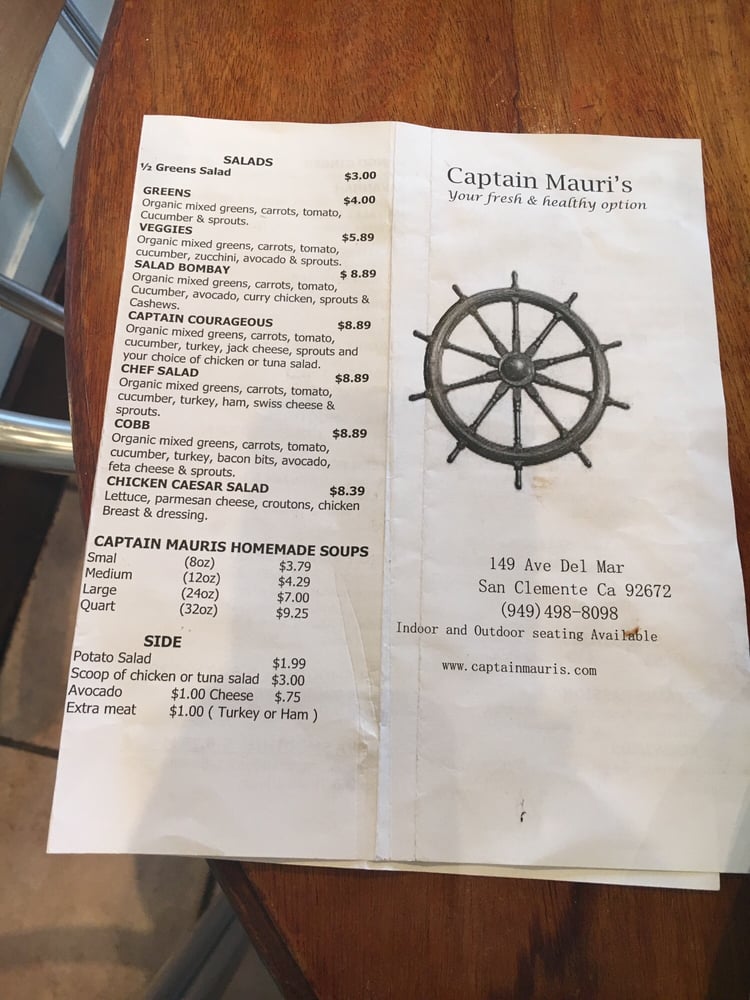 SALADS
½ Greens Salad $3.00
GREENS $4.00
Organic mixed greens, carrots, tomato,
Cucumber & sprouts.
VEGGIES $5.89
Organic mixed greens, carrots, tomato,
cucumber, zucchini, avocado & sprouts.
SALAD BOMBAY $ 8.89
Organic mixed greens, carrots, tomato,
Cucumber, avocado, curry chicken, sprouts &
Cashews.
CAPTAIN COURAGEOUS $8.89
Organic mixed greens, carrots, tomato,
cucumber, turkey, jack cheese, sprouts and
your choice of chicken or tuna salad.
CHEF SALAD $8.89
Organic mixed greens, carrots, tomato,
cucumber, turkey, ham, swiss cheese &
sprouts.
COBB $8.89
Organic mixed greens, carrots, tomato,
cucumber, turkey, bacon bits, avocado,
feta cheese & sprouts.
CHICKEN CAESAR SALAD $8.39
Lettuce, parmesan cheese, croutons, chicken
Breast & dressing.
CAPTAIN MAURIS HOMEMADE SOUPS
Smal (8oz) $3.79
Medium (12oz) $4.29
Large (24oz) $7.00
Quart (32oz) $9.25
SIDE
Potato Salad $1.99
Scoop of chicken or tuna salad $3.00
Avocado $1.00 Cheese $.75
Extra meat $1.00 ( Turkey or Ham )
Captain Mauri's
Your fresh & healthy option
149 Ave Del Mar
San Clemente Ca 92672
(949)498-8098
Indoor and Outdoor seating Available
www.captainmauris.com